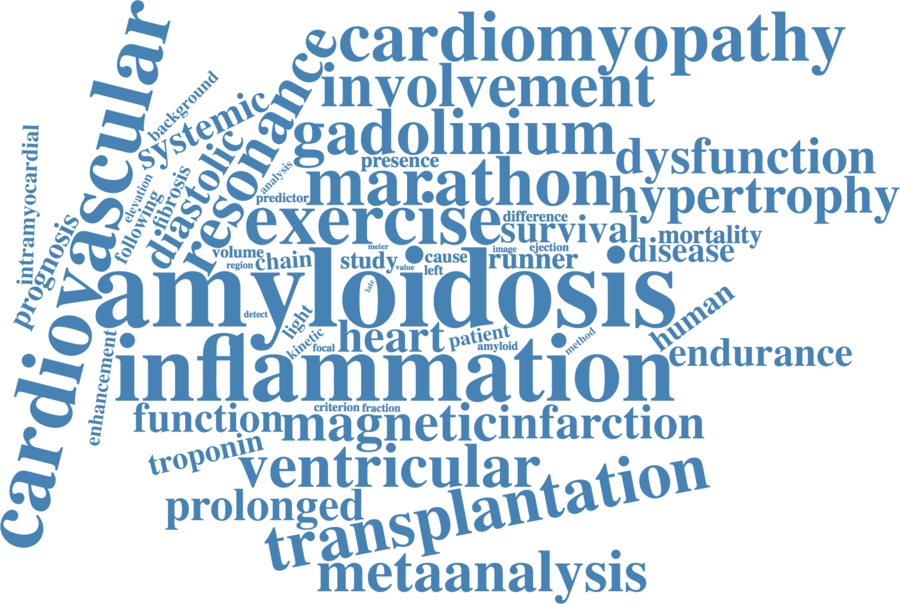 cardiomyopathy
cardiovascular
involvement
resonance
background
systemic
gadolinium
intramyocardial
diastolic
presence
dysfunction
analysis
marathon
hypertrophy
elevation
fibrosis
predictor
following
exercise
difference
survival
mortality
prognosis
volume
meter
image
ejection
disease
region
chain
study
value
cause
left
runner
amyloidosis
late
detect
light
human
kinetic
focal
heart
patient
amyloid
method
enhancement
inflammation
endurance
criterion
fraction
function
magnetic
infarction
troponin
ventricular
prolonged
transplantation
metaanalysis